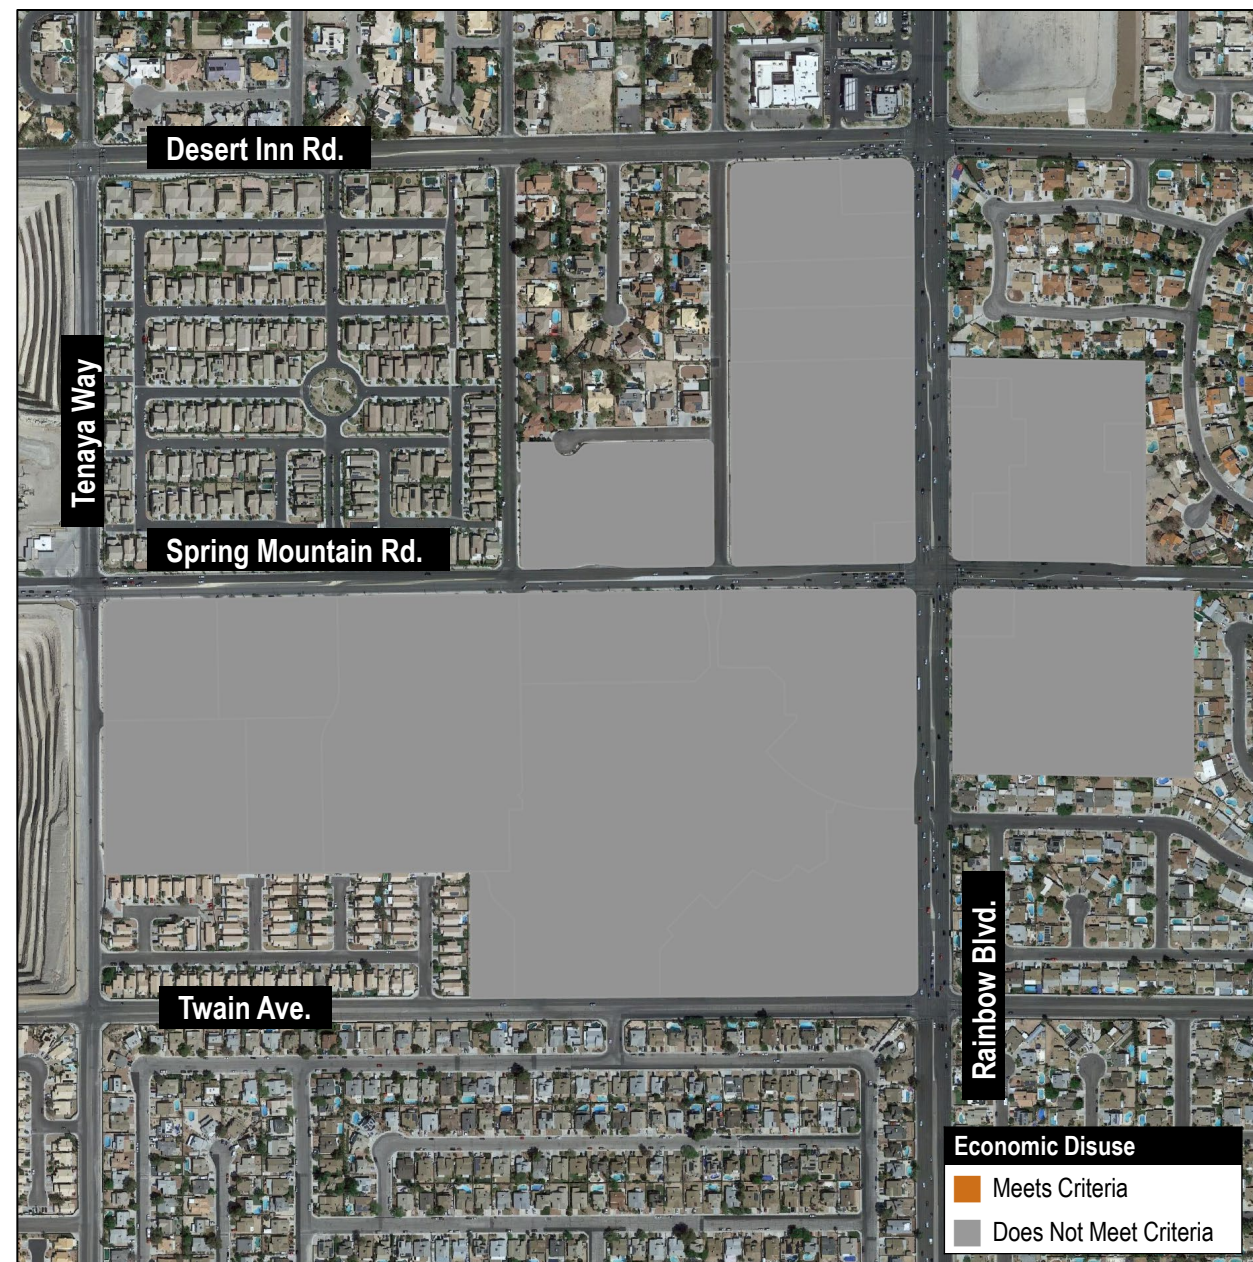 Desert Inn Rd.
Tenaya Way
Spring Mountain Rd.
Twain Ave.
Rainbow Blvd.
Economic Disuse
Meets Criteria
Does Not Meet Criteria